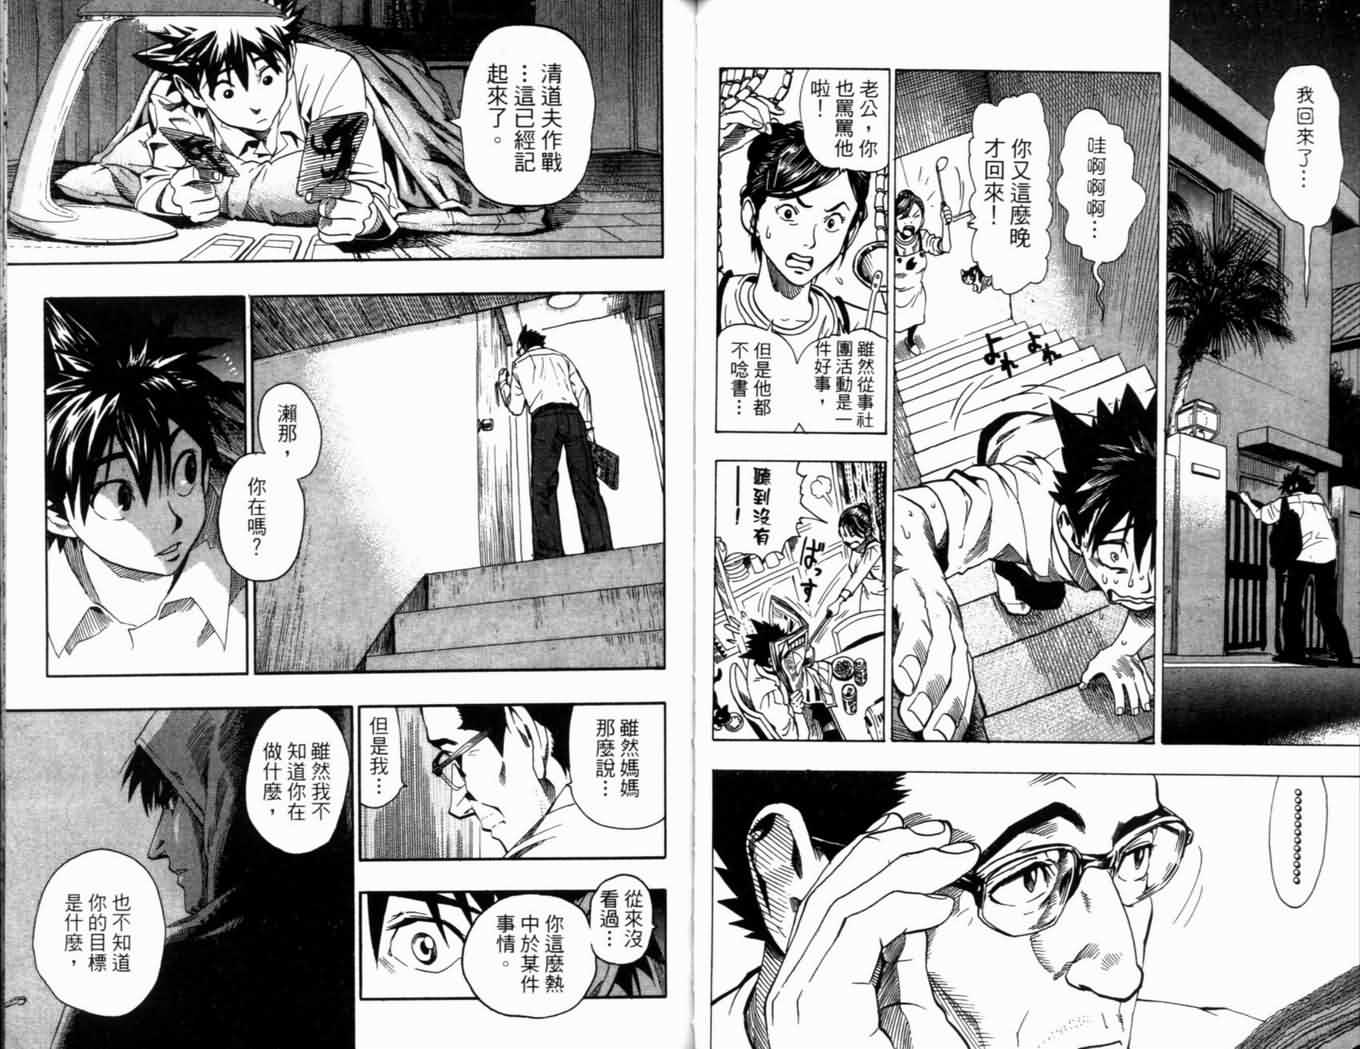 我回來了…
哇啊啊啊…
你又這麼晚
才回來！
よれよれ
老公，你
也罵罵他
啦！
雖然從事社
團活動是一
件好事，
但是他都
不唸書…
聽到沒有
——！
ばっす
…………
清道夫作戰
…這已經記
起來了。
瀨那，
你在嗎？
……
雖然媽媽
那麼說…
但是我…
從來沒
看過…
你這麼熱
中於某件
事情。
雖然我不
知道你在
做什麼，
也不知道
你的目標
是什麼，